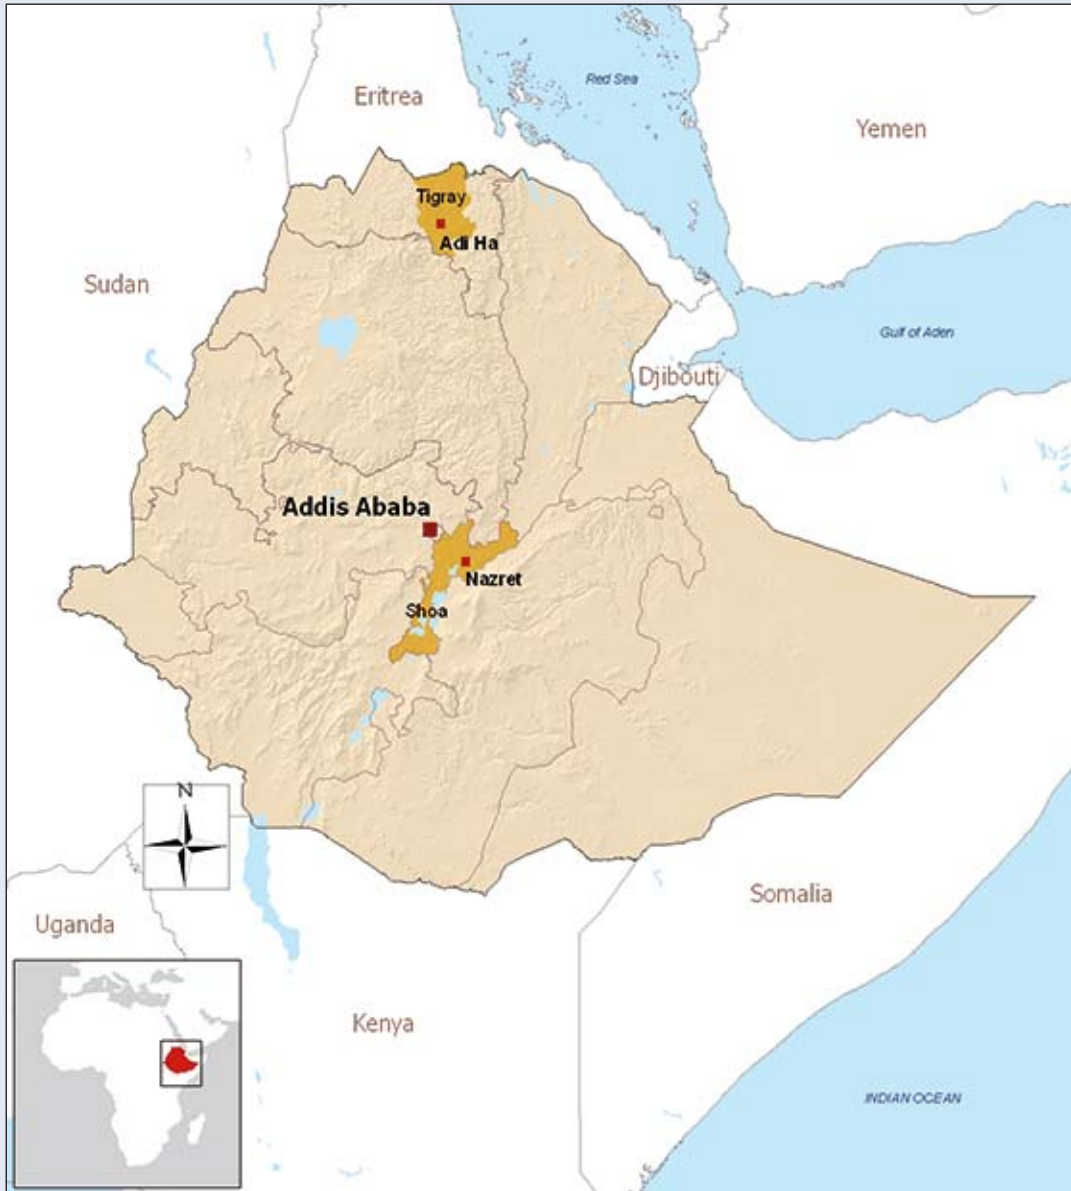 Red Sea
Eritrea
Yemen
Tigray
Adi Ha
Sudan
Gulf of Aden
Djibouti
Addis Ababa
Nazret
Shoa
N
Somalia
Uganda
Kenya
INDIAN OCEAN